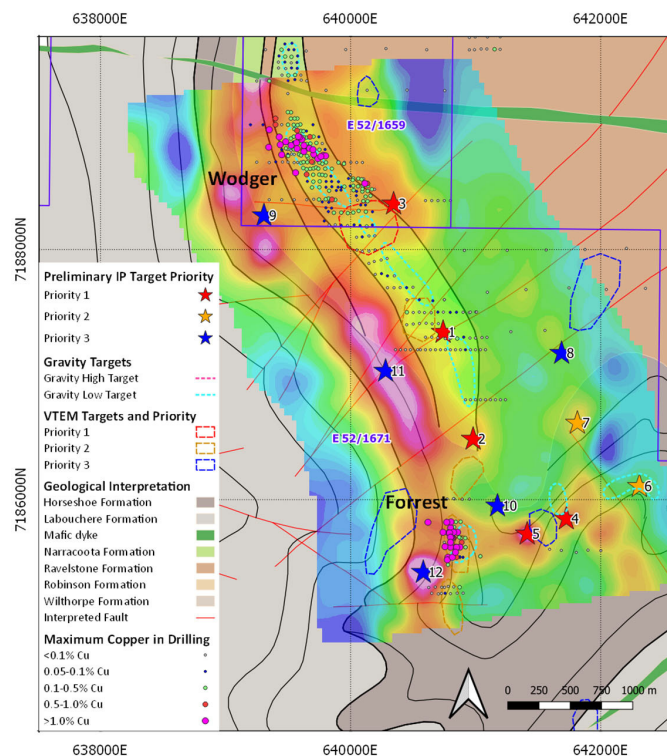 638000E
640000E
642000E
7188000N
7186000N
E 52/1659
Wodger
9
3
1
11
8
2
E 52/1671
7
6
Forrest
10
4
5
12
Preliminary IP Target Priority
Priority 1
Priority 2
Priority 3
Gravity Targets
Gravity High Target
Gravity Low Target
VTEM Targets and Priority
Priority 1
Priority 2
Priority 3
Geological Interpretation
Horseshoe Formation
Labouchere Formation
Mafic dyke
Narracoota Formation
Ravelstone Formation
Robinson Formation
Wilthorpe Formation
Interpreted Fault
Maximum Copper in Drilling
<0.1% Cu
0.05-0.1% Cu
0.1-0.5% Cu
0.5-1.0% Cu
>1.0% Cu
0 250 500 750 1000 m
638000E
640000E
642000E